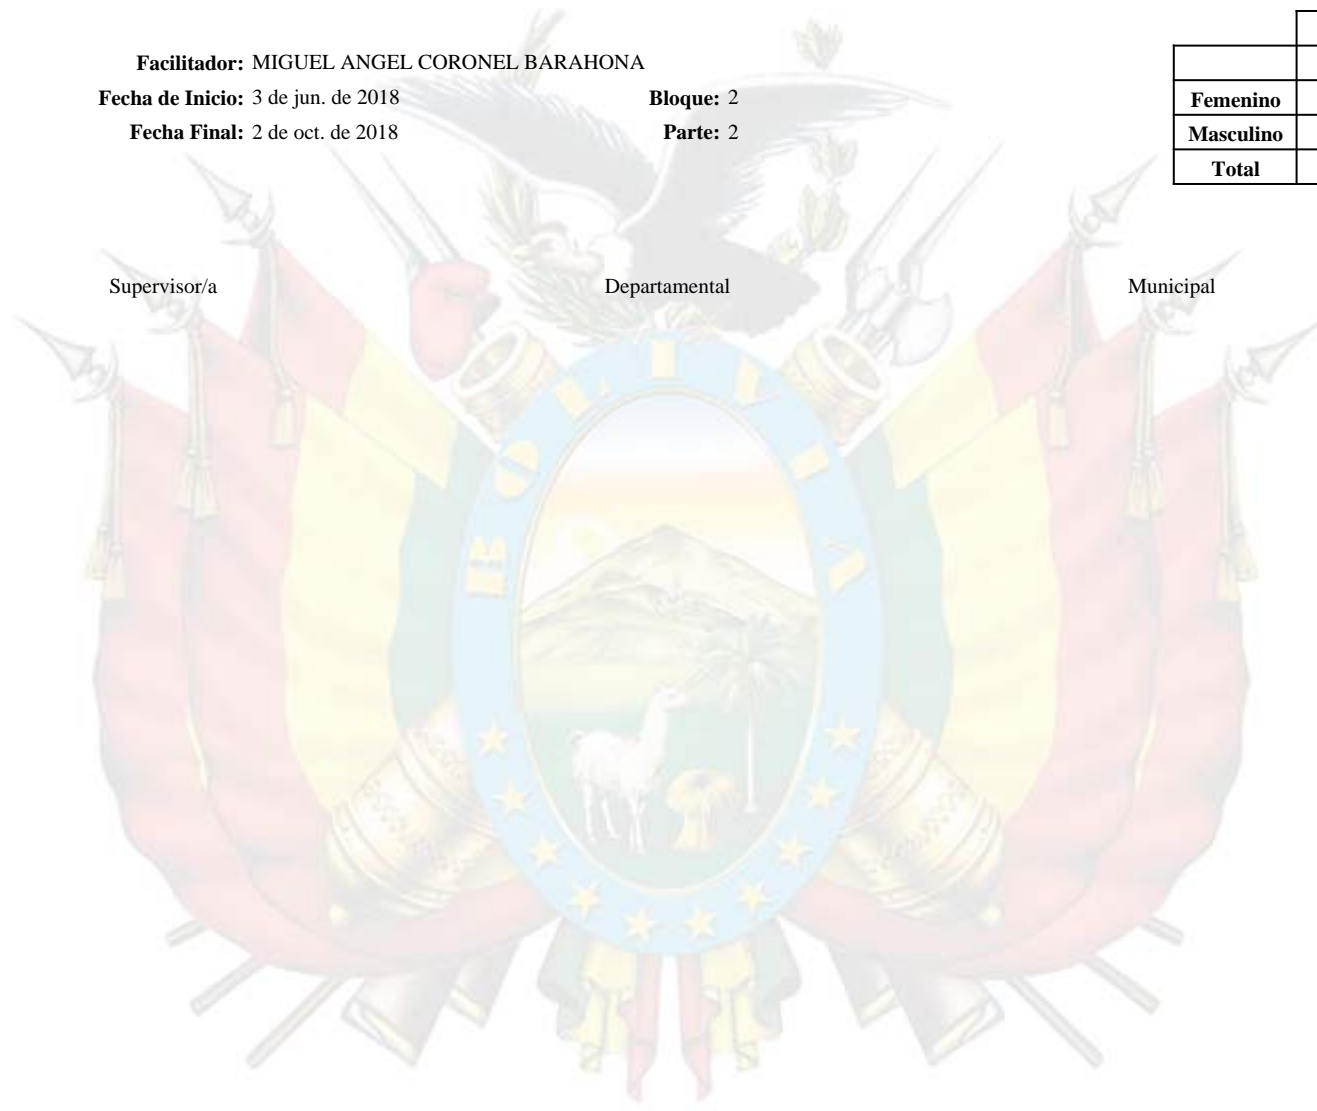 Facilitador: MIGUEL ANGEL CORONEL BARAHONA
Fecha de Inicio: 3 de jun. de 2018 Bloque: 2
Fecha Final: 2 de oct. de 2018 Parte: 2
Femenino
Masculino
Total
Supervisor/a Departamental Municipal
BOLIVIA